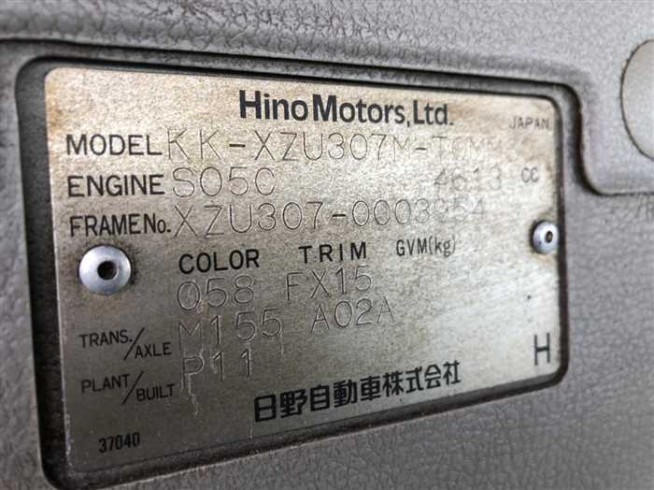 Hino Motors, Ltd. JAPAN
MODEL KK-XZU307M-
ENGINE S05C 4613 CC
FRAME No. XZU307-0003354
COLOR TRIM GVM(kg)
058 FX15
TRANS./AXLE M155 A02A
PLANT/BUILT P11 H
日野自動車株式会社
37040